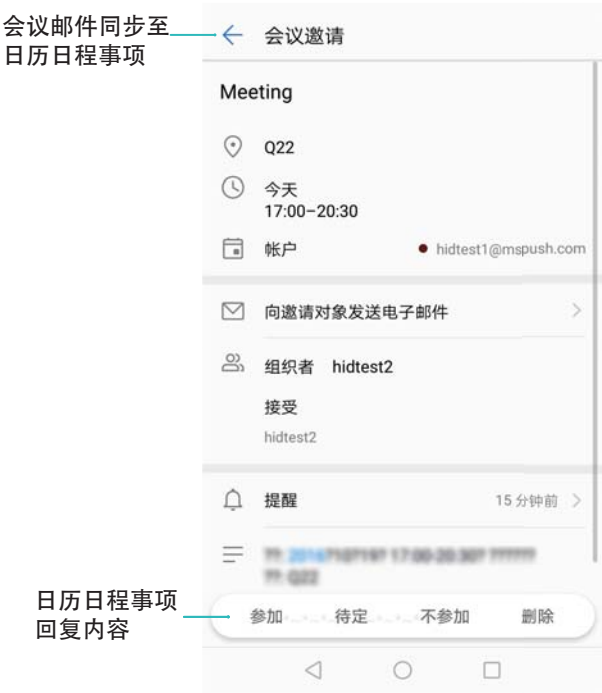 会议邮件同步至
日历日程事项
会议邀请
Meeting
Q22
今天
17:00-20:30
帐户 hidtest1@mspush.com
向邀请对象发送电子邮件
组织者 hidtest2
接受
hidtest2
提醒 15 分钟前
日历日程事项
回复内容
参加 待定 不参加 删除